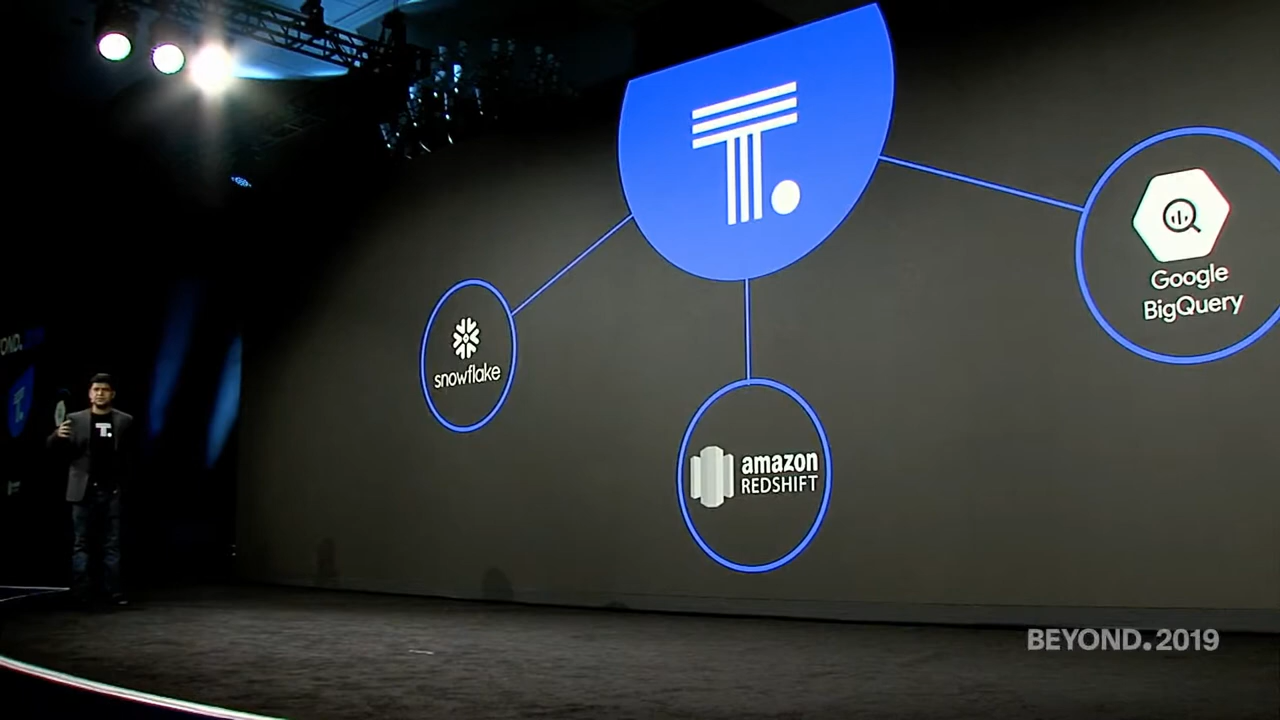 T.
snowflake
amazon
REDSHIFT
Google
BigQuery
T.
BEYOND.2019